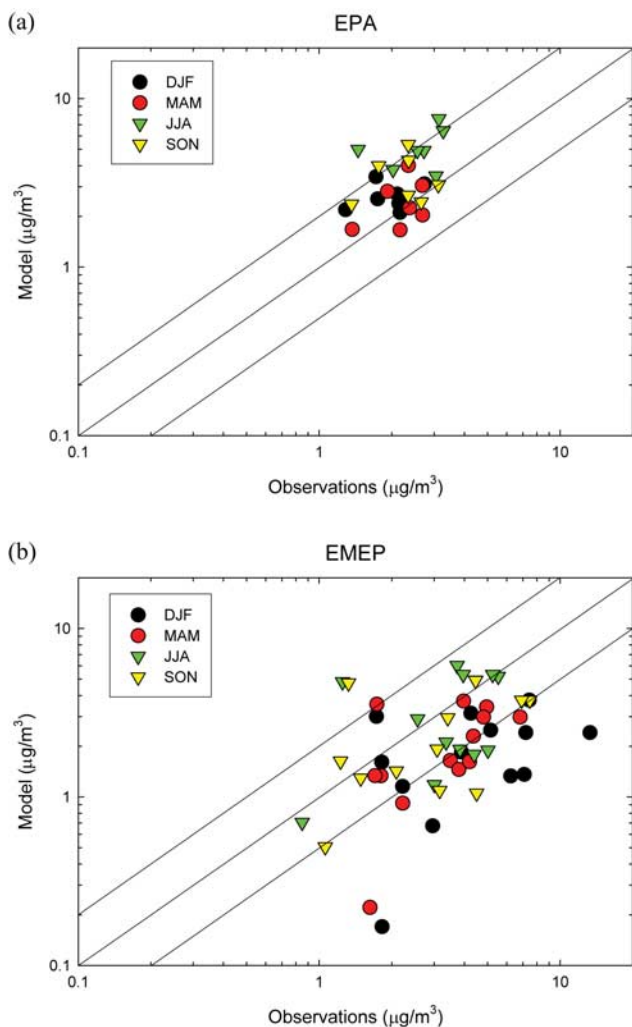 (a)
EPA
DJF
MAM
JJA
SON
10
1
0.1
Model (µg/m³)
0.1
1
10
Observations (µg/m³)
(b)
EMEP
DJF
MAM
JJA
SON
10
1
0.1
Model (µg/m³)
0.1
1
10
Observations (µg/m³)